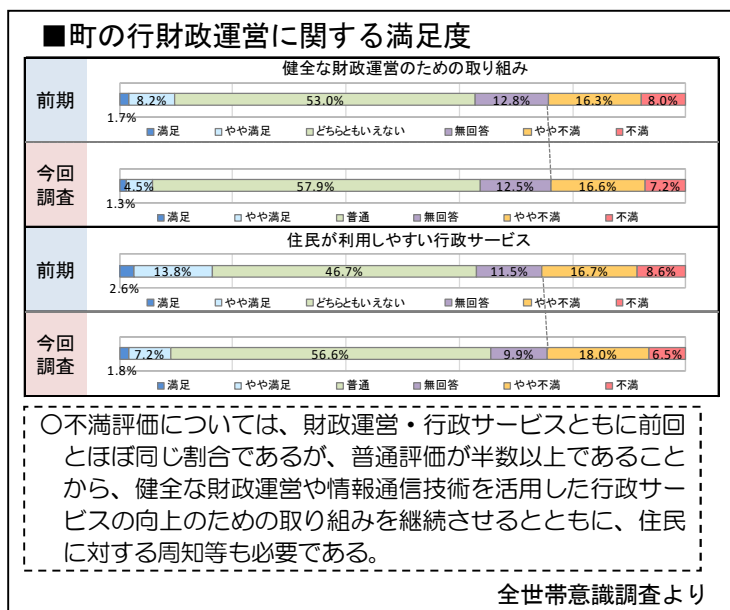 ■町の行財政運営に関する満足度
健全な財政運営のための取り組み
前期
8.2% 53.0% 12.8% 16.3% 8.0%
1.7%
■満足 □やや満足 □どちらともいえない ■無回答 □やや不満 ■不満
今回
調査
4.5% 57.9% 12.5% 16.6% 7.2%
1.3%
■満足 □やや満足 □普通 ■無回答 □やや不満 ■不満
住民が利用しやすい行政サービス
前期
13.8% 46.7% 11.5% 16.7% 8.6%
2.6%
■満足 □やや満足 □どちらともいえない ■無回答 □やや不満 ■不満
今回
調査
7.2% 56.6% 9.9% 18.0% 6.5%
1.8%
■満足 □やや満足 □普通 ■無回答 □やや不満 ■不満
○不満評価については、財政運営・行政サービスともに前回
とほぼ同じ割合であるが、普通評価が半数以上であること
から、健全な財政運営や情報通信技術を活用した行政サー
ビスの向上のための取り組みを継続させるとともに、住民
に対する周知等も必要である。
全世帯意識調査より